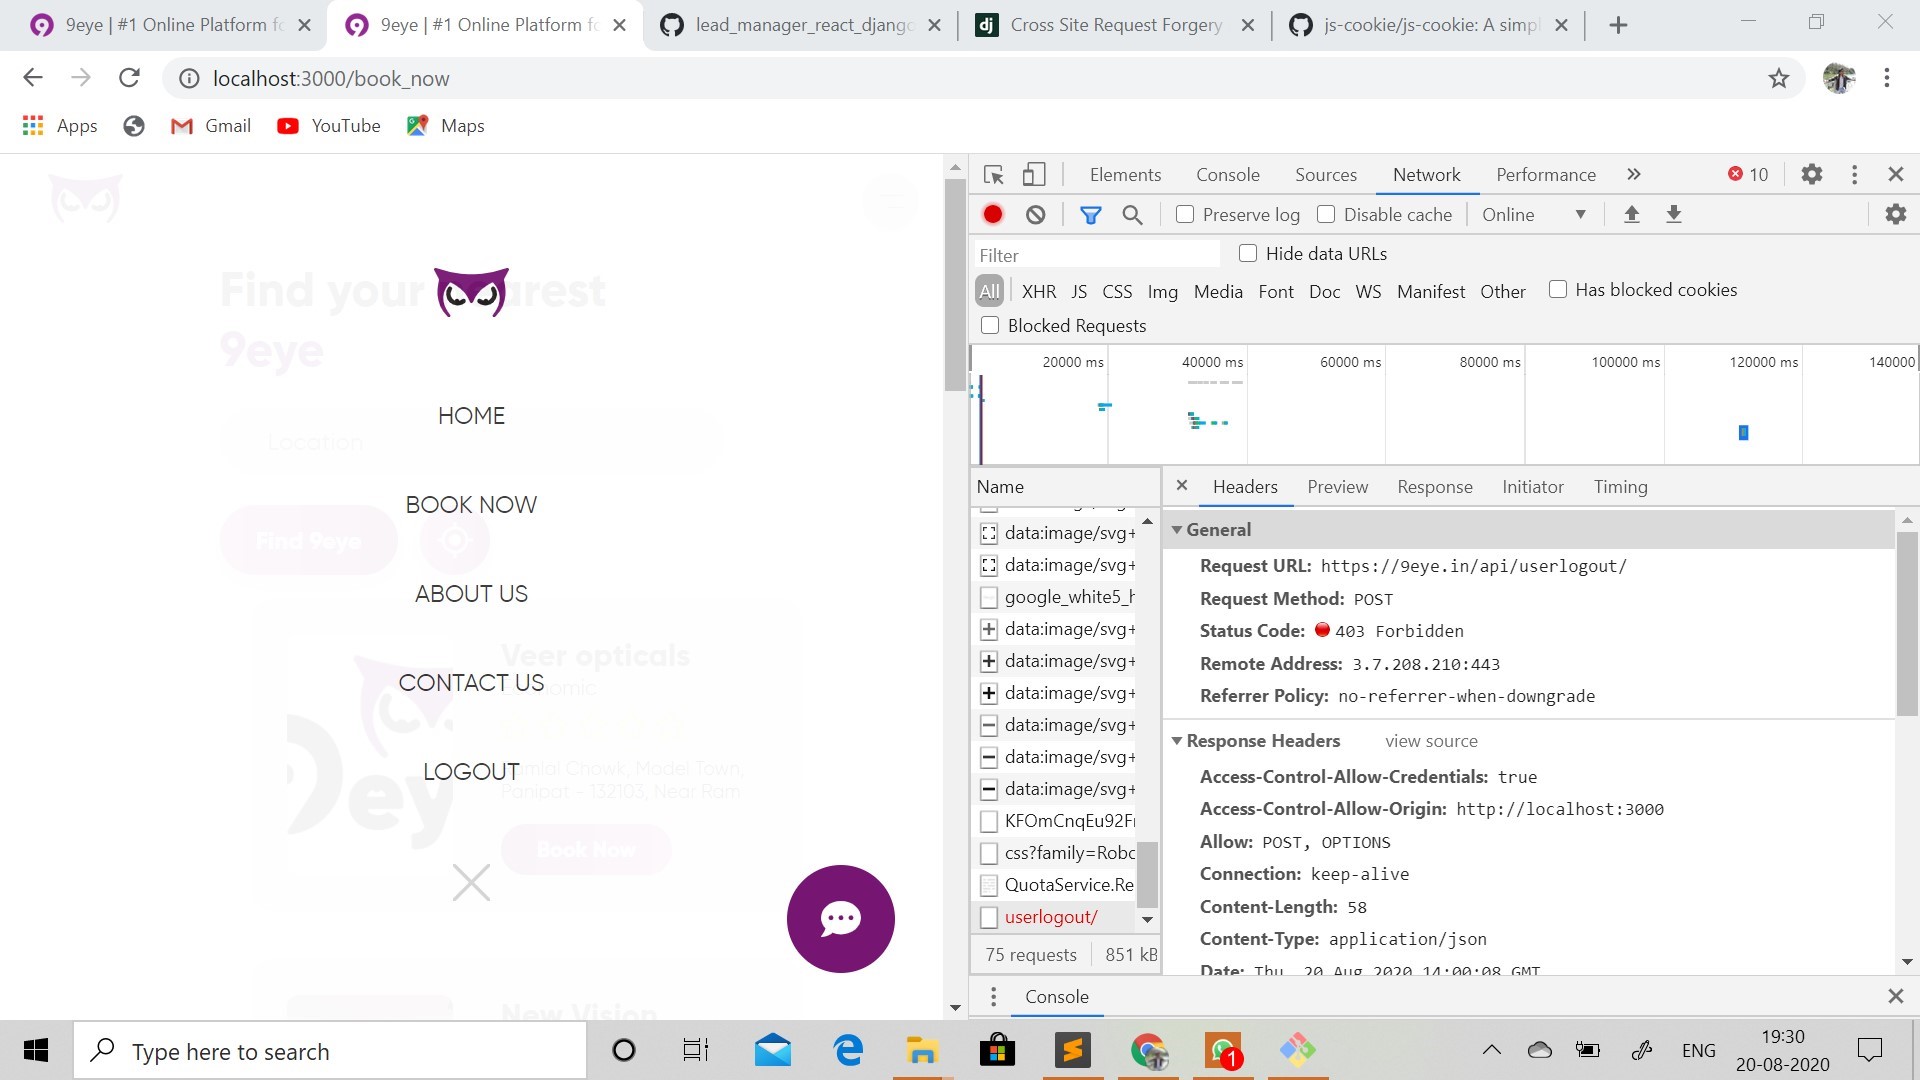 9eye | #1 Online Platform fo
9eye | #1 Online Platform fo
lead_manager_react_django
dj
Cross Site Request Forgery
js-cookie/js-cookie: A simpl
localhost:3000/book_now
Apps
Gmail
YouTube
Maps
Find your
rest
9eye
Location
Find 9eye
HOME
BOOK NOW
ABOUT US
CONTACT US
LOGOUT
Veer opticals
Chowk, Model Town,
Panipat - 132103, Near Ram
Book Now
New Vision
Elements
Console
Sources
Network
Performance
10
Preserve log
Disable cache
Online
Filter
Hide data URLs
All
XHR
JS
CSS
Img
Media
Font
Doc
WS
Manifest
Other
Has blocked cookies
Blocked Requests
20000 ms
40000 ms
60000 ms
80000 ms
100000 ms
120000 ms
140000
Name
data:image/svg+
data:image/svg+
google_white5_h
data:image/svg+
data:image/svg+
data:image/svg+
data:image/svg+
data:image/svg+
data:image/svg+
KFOmCnqEu92Fr
css?family=Robo
QuotaService.Re
userlogout/
75 requests
851 kB
Headers
Preview
Response
Initiator
Timing
General
Request URL: https://9eye.in/api/userlogout/
Request Method: POST
Status Code: 403 Forbidden
Remote Address: 3.7.208.210:443
Referrer Policy: no-referrer-when-downgrade
Response Headers
view source
Access-Control-Allow-Credentials: true
Access-Control-Allow-Origin: http://localhost:3000
Allow: POST, OPTIONS
Connection: keep-alive
Content-Length: 58
Content-Type: application/json
Date: Thu, 20 Aug 2020 14:00:08 GMT
Console
Type here to search
1
ENG
19:30
20-08-2020